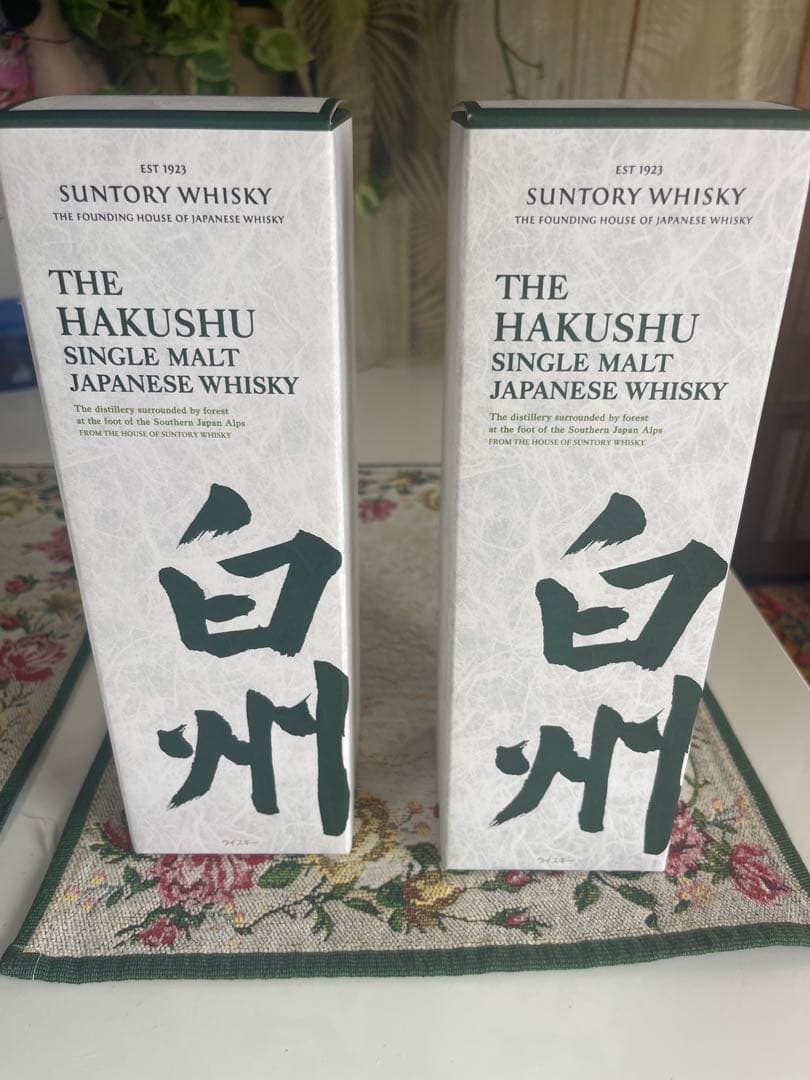 EST 1923
SUNTORY WHISKY
THE FOUNDING HOUSE OF JAPANESE WHISKY
THE
HAKUSHU
SINGLE MALT
JAPANESE WHISKY
The distillery surrounded by forest
at the foot of the Southern Japan Alps
FROM THE HOUSE OF SUNTORY WHISKY
白
州
ウイスキー
EST 1923
SUNTORY WHISKY
THE FOUNDING HOUSE OF JAPANESE WHISKY
THE
HAKUSHU
SINGLE MALT
JAPANESE WHISKY
The distillery surrounded by forest
at the foot of the Southern Japan Alps
FROM THE HOUSE OF SUNTORY WHISKY
白
州
ウイスキー